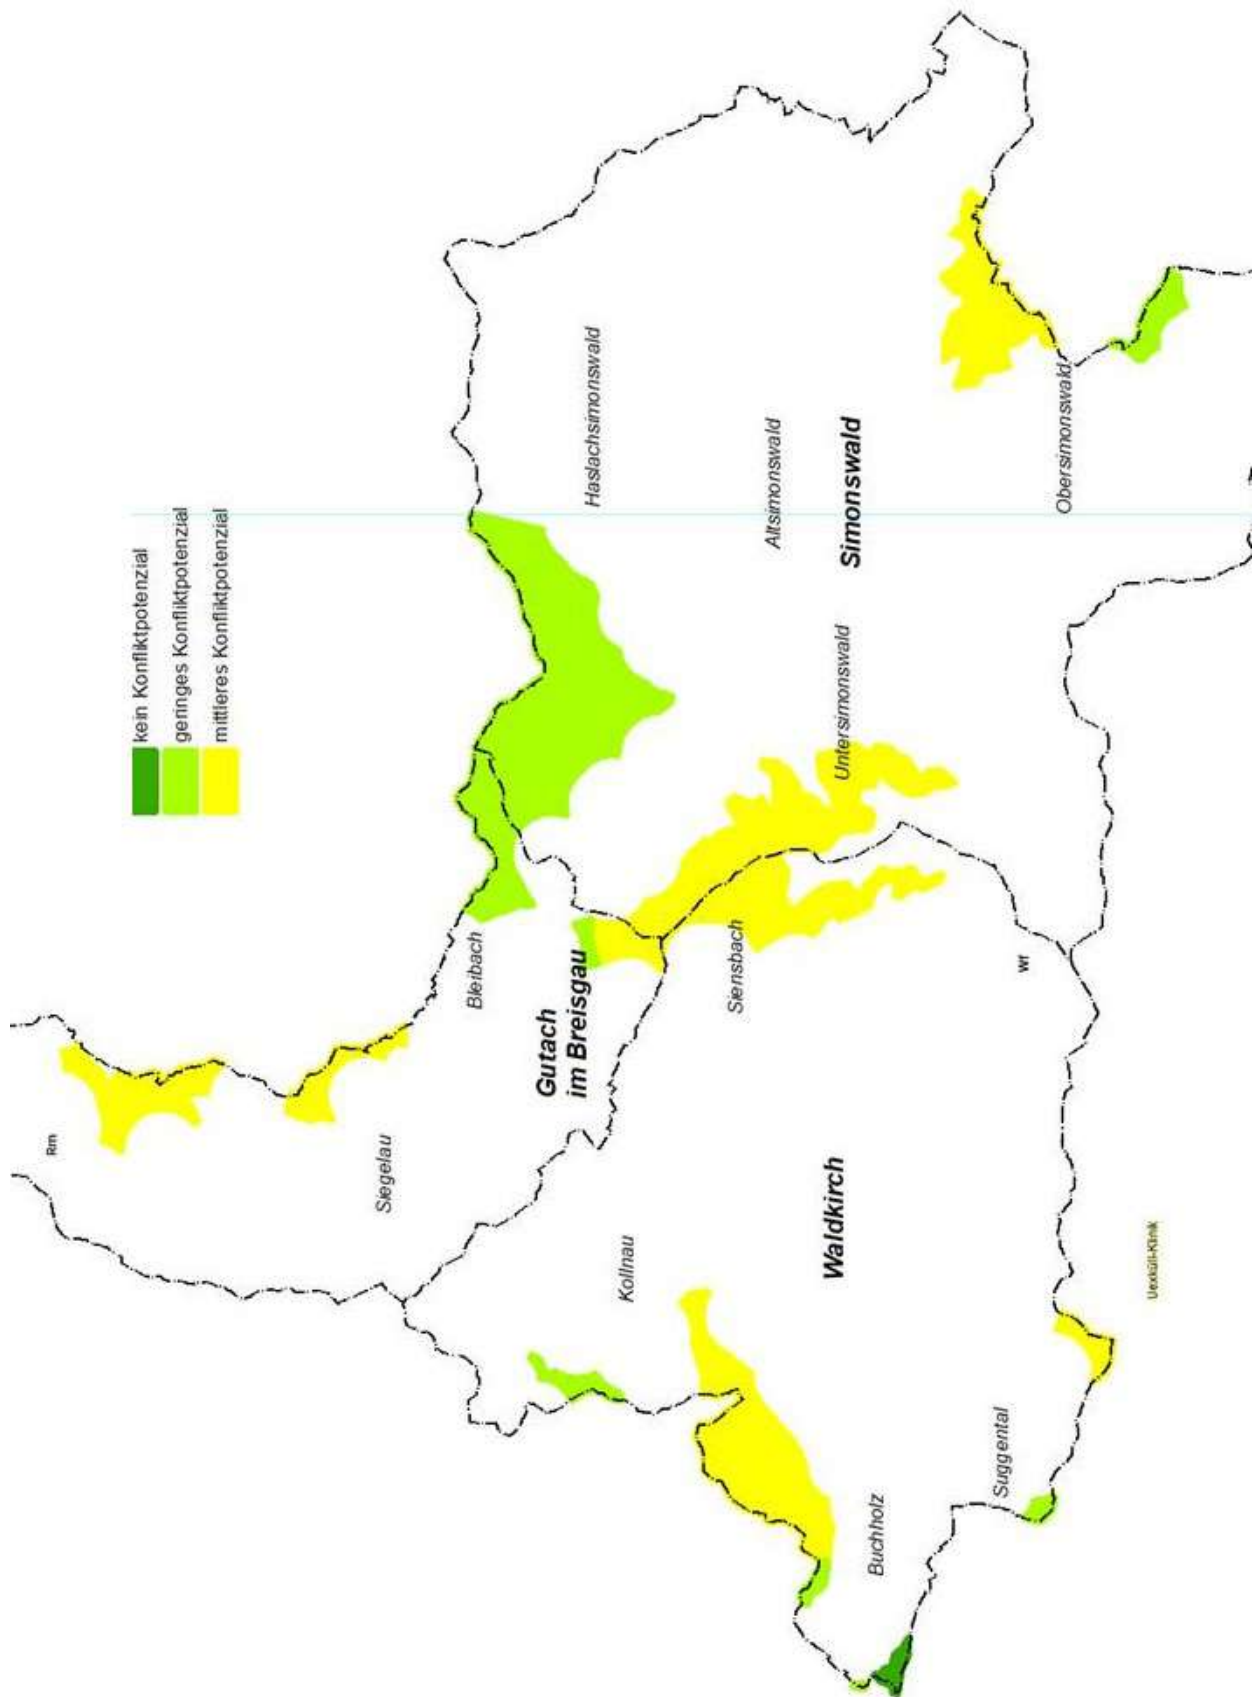 kein Konfliktpotenzial
geringes Konfliktpotenzial
mittleres Konfliktpotenzial
Rm
Siegelau
Bleibach
Gutach
im Breisgau
Haslachsimonswald
Altsimonswald
Simonswald
Obersimonswald
Untersimonswald
Siensbach
Kollnau
Waldkirch
Wf
Buchholz
Suggental
Uexküll-Klinik